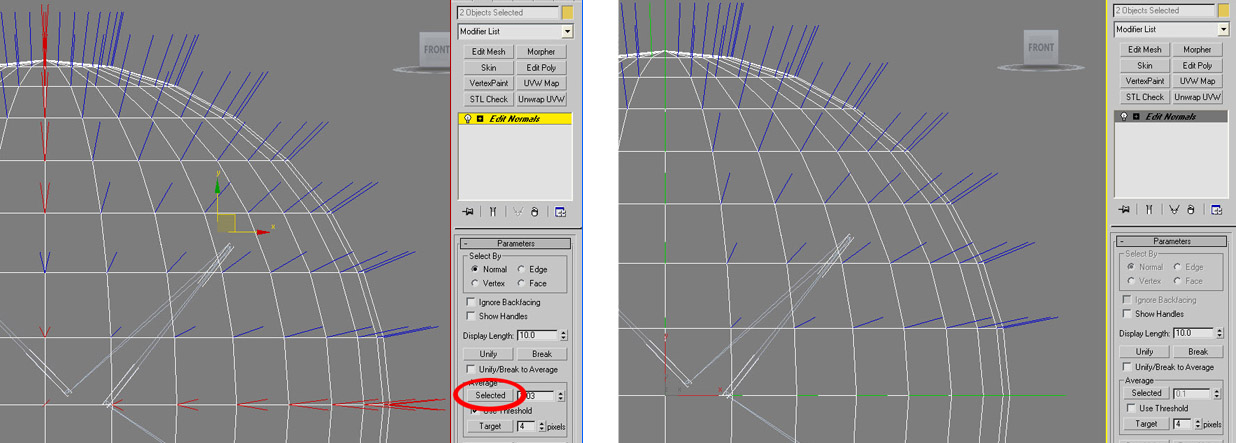 2 Objects Selected
Modifier List
FRONT
Edit Mesh Morpher
Skin Edit Poly
VertexPaint UVW Map
STL Check Unwrap UVW
Edit Normals
y
x
Parameters
Select By
Normal Edge
Vertex Face
Ignore Backfacing
Show Handles
Display Length: 10.0
Unify Break
Unify/Break to Average
Average
Selected
Use Threshold
Target 4 pixels
2 Objects Selected
Modifier List
FRONT
Edit Mesh Morpher
Skin Edit Poly
VertexPaint UVW Map
STL Check Unwrap UVW
Edit Normals
Parameters
Select By
Normal Edge
Vertex Face
Ignore Backfacing
Show Handles
Display Length: 10.0
Unify Break
Unify/Break to Average
Average
Selected 0.1
Use Threshold
Target 4 pixels